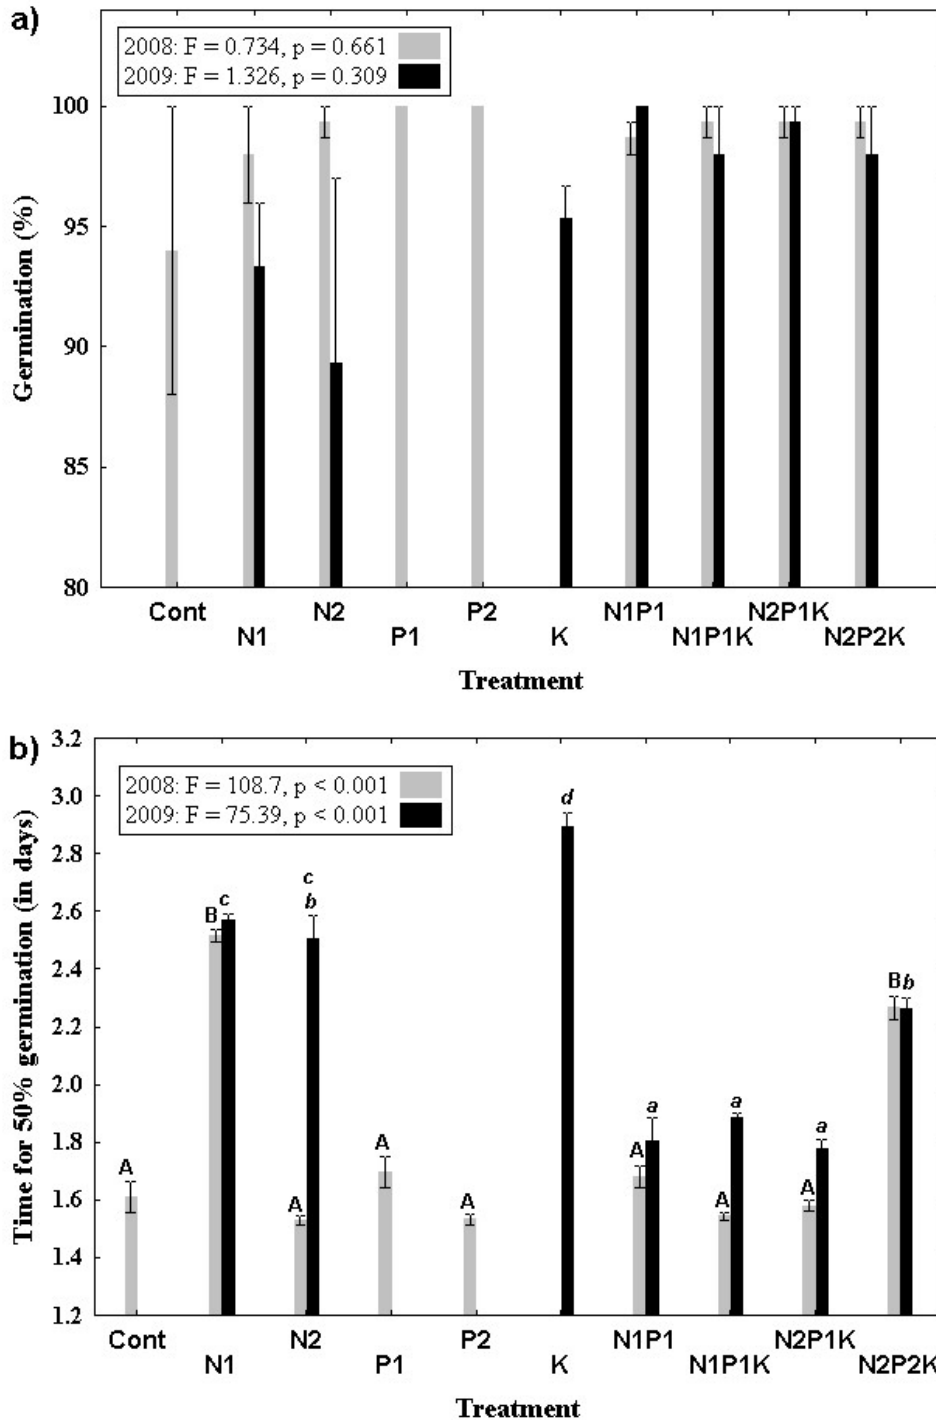 a)
2008: F = 0.734, p = 0.661
2009: F = 1.326, p = 0.309
Germination (%)
100
95
90
85
80
Cont N2 P2 N1P1 N2P1K
N1 P1 K N1P1K N2P2K
Treatment
b)
2008: F = 108.7, p < 0.001
2009: F = 75.39, p < 0.001
Time for 50% germination (in days)
3.2
3.0
2.8
2.6
2.4
2.2
2.0
1.8
1.6
1.4
1.2
d
c
B c b
B b
a a a
A A A A A A A
Cont N2 P2 N1P1 N2P1K
N1 P1 K N1P1K N2P2K
Treatment